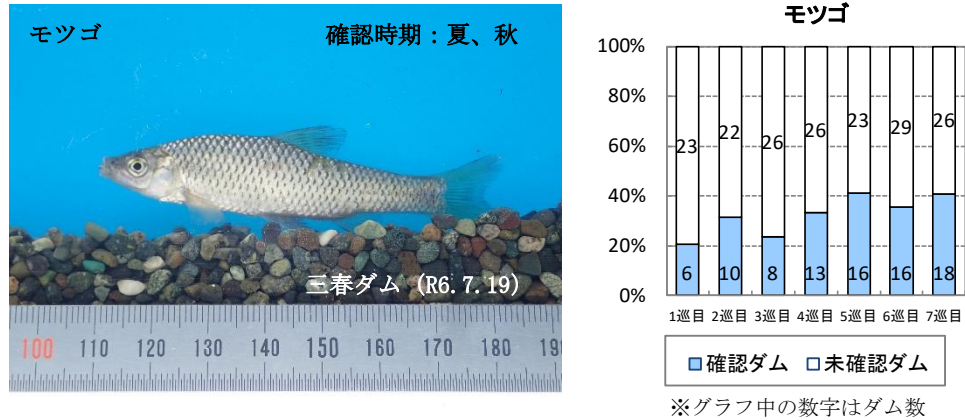 モツゴ
確認時期：夏、秋
三春ダム (R6.7.19)
100 110 120 130 140 150 160 170 180 19
モツゴ
100%
80%
60%
40%
20%
0%
23 22 26 26 23 29 26
6 10 8 13 16 16 18
1巡目 2巡目 3巡目 4巡目 5巡目 6巡目 7巡目
確認ダム 未確認ダム
※グラフ中の数字はダム数